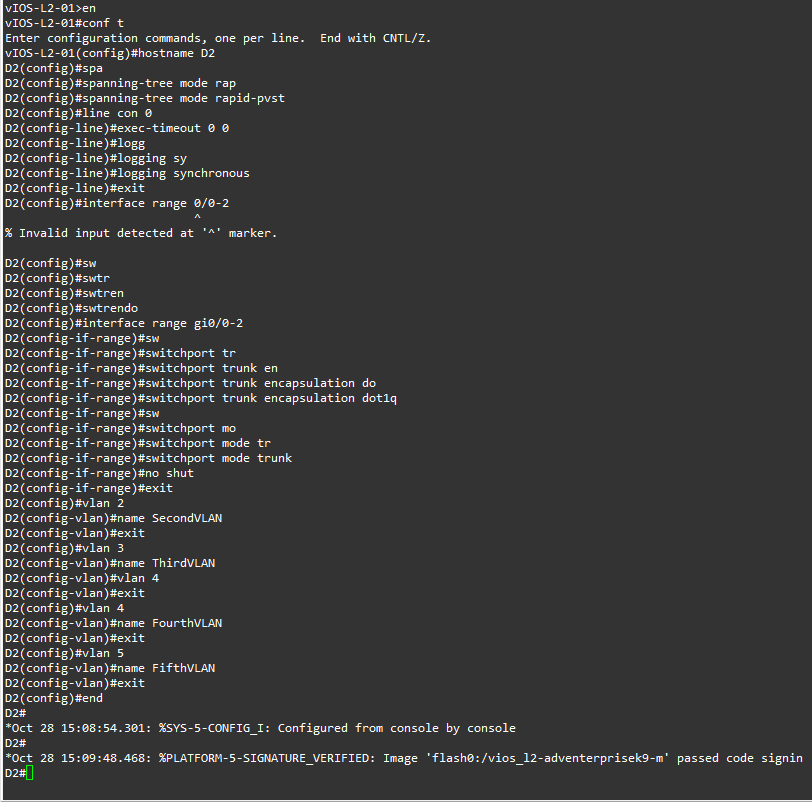 vIOS-L2-01>en
vIOS-L2-01#conf t
Enter configuration commands, one per line.  End with CNTL/Z.
vIOS-L2-01(config)#hostname D2
D2(config)#spa
D2(config)#spanning-tree mode rap
D2(config)#spanning-tree mode rapid-pvst
D2(config)#line con 0
D2(config-line)#exec-timeout 0 0
D2(config-line)#logg
D2(config-line)#logging sy
D2(config-line)#logging synchronous
D2(config-line)#exit
D2(config)#interface range 0/0-2
                           ^
% Invalid input detected at '^' marker.

D2(config)#sw
D2(config)#swtr
D2(config)#swtren
D2(config)#swtrendo
D2(config)#interface range gi0/0-2
D2(config-if-range)#sw
D2(config-if-range)#switchport tr
D2(config-if-range)#switchport trunk en
D2(config-if-range)#switchport trunk encapsulation do
D2(config-if-range)#switchport trunk encapsulation dot1q
D2(config-if-range)#sw
D2(config-if-range)#switchport mo
D2(config-if-range)#switchport mode tr
D2(config-if-range)#switchport mode trunk
D2(config-if-range)#no shut
D2(config-if-range)#exit
D2(config)#vlan 2
D2(config-vlan)#name SecondVLAN
D2(config-vlan)#exit
D2(config)#vlan 3
D2(config-vlan)#name ThirdVLAN
D2(config-vlan)#vlan 4
D2(config-vlan)#exit
D2(config)#vlan 4
D2(config-vlan)#name FourthVLAN
D2(config-vlan)#exit
D2(config)#vlan 5
D2(config-vlan)#name FifthVLAN
D2(config-vlan)#exit
D2(config)#end
D2#
*Oct 28 15:08:54.301: %SYS-5-CONFIG_I: Configured from console by console
D2#
*Oct 28 15:09:48.468: %PLATFORM-5-SIGNATURE_VERIFIED: Image 'flash0:/vios_l2-adventerprisek9-m' passed code signin
D2#